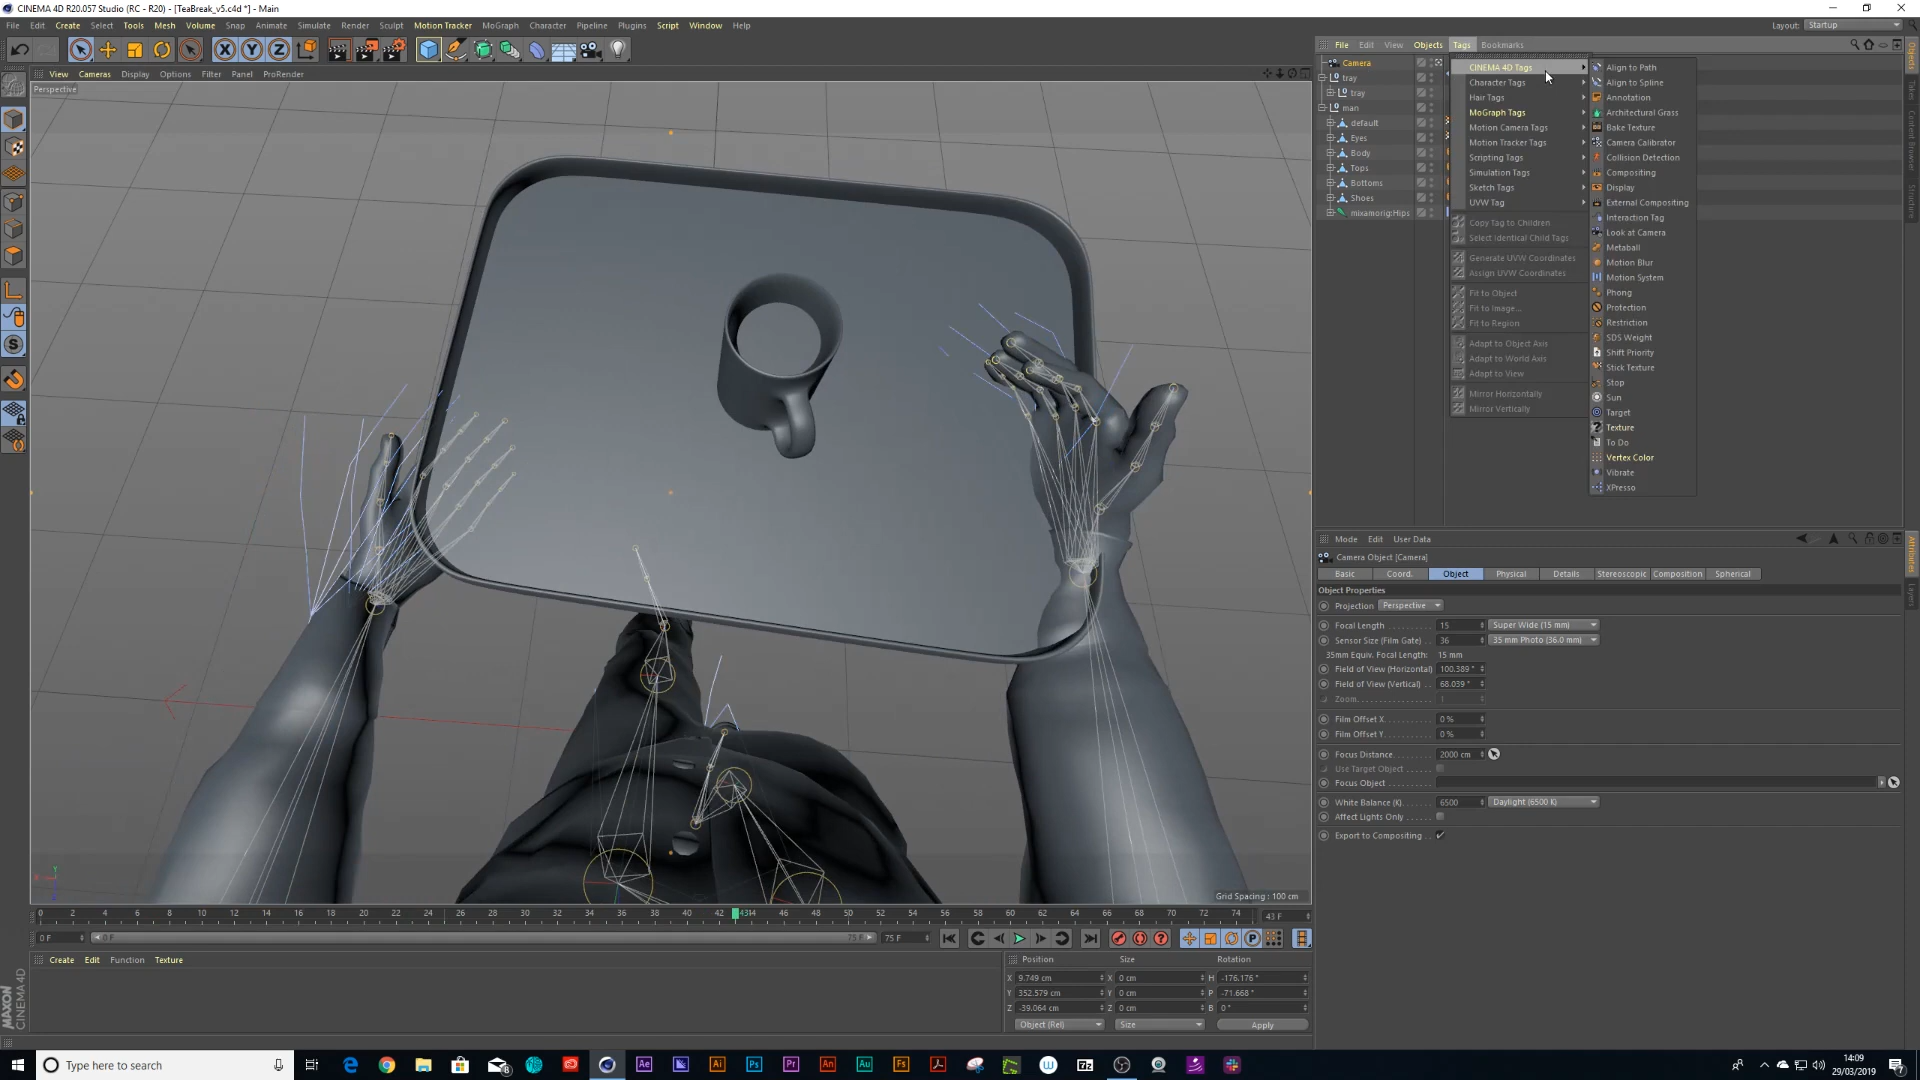 CINEMA 4D R20.057 Studio (RC - R20) - [TeaBreak_v5.c4d *] - Main
File Edit Create Select Tools Mesh Volume Snap Animate Simulate Render Script Motion Tracker MoGraph Character Pipeline Plugins Script Window Help
Layout: Startup
File Edit View Objects Tags Bookmarks
View Cameras Display Options Filter Panel ProRender
Perspective
Camera
tray
tray
man
default
Eyes
Body
Tops
Bottoms
Shoes
mixamorig:Hips
CINEMA 4D Tags
Character Tags
Hair Tags
MoGraph Tags
Motion Camera Tags
Motion Tracker Tags
Scripting Tags
Simulation Tags
Sketch Tags
UVW Tag
Copy Tag to Children
Select Identical Child Tags
Generate UVW Coordinates
Assign UVW Coordinates
Fit to Object
Fit to Image...
Fit to Region
Adapt to Object Axis
Adapt to World Axis
Adapt to View
Mirror Horizontally
Mirror Vertically
Align to Path
Align to Spline
Annotation
Architectural Grass
Bake Texture
Camera Calibrator
Collision Detection
Compositing
Display
External Compositing
Interaction Tag
Look at Camera
Metaball
Motion Blur
Motion System
Phong
Protection
Restriction
SDS Weight
Shift Priority
Stick Texture
Stop
Sun
Target
Texture
To Do
Vertex Color
Vibrate
XPresso
Objects
Takes
Content Browser
Structure
Mode Edit User Data
Attributes
Layers
Camera Object [Camera]
Basic Coord. Object Physical Details Stereoscopic Composition Spherical
Object Properties
Projection Perspective
Focal Length 15 Super Wide (15 mm)
Sensor Size (Film Gate) 36 35 mm Photo (36.0 mm)
35mm Equiv. Focal Length: 15 mm
Field of View (Horizontal) 100.389 °
Field of View (Vertical) 68.039 °
Zoom 1
Film Offset X 0 %
Film Offset Y 0 %
Focus Distance 2000 cm
Use Target Object
Focus Object
White Balance (K) 6500 Daylight (6500 K)
Affect Lights Only
Export to Compositing
Grid Spacing : 100 cm
0 2 4 6 8 10 12 14 16 18 20 22 24 26 28 30 32 34 36 38 40 42 43 44 46 48 50 52 54 56 58 60 62 64 66 68 70 72 74 43 F
0 F 0 F 75 F 75 F
Create Edit Function Texture
Position Size Rotation
X 9.749 cm X 0 cm H -176.176 °
Y 352.579 cm Y 0 cm P -71.668 °
Z -39.064 cm Z 0 cm B 0 °
Object (Rel) Size Apply
MAXON
CINEMA 4D
Type here to search
14:09
29/03/2019